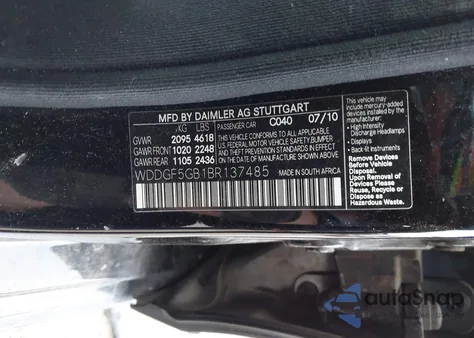 MFD BY DAIMLER AG STUTTGART
KG LBS PASSENGER CAR C040 07/10
GVWR 2095 4618
GAWR FRONT 1020 2248
GAWR REAR 1105 2436
THIS VEHICLE CONFORMS TO ALL APPLICABLE
U.S. FEDERAL MOTOR VEHICLE SAFETY, BUMPER
AND THEFT PREVENTION STANDARDS IN EFFECT
ON THE DATE OF MANUFACTURE SHOWN ABOVE.
WDDGF5GB1BR137485 MADE IN SOUTH AFRICA
This vehicle may
include mercury-added
devices installed by
the manufacturer:
• High Intensity
Discharge Headlamps
• Displays
• Back lit Instruments
Remove Devices
Before Vehicle Disposal.
Upon Removal of
Devices Please
Reuse, Recycle or
Dispose as
Hazardous Waste.
autoSnap